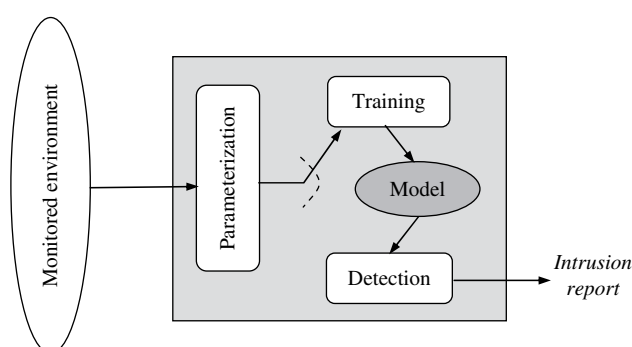 Monitored environment
Parameterization
Training
Model
Detection
Intrusion
report